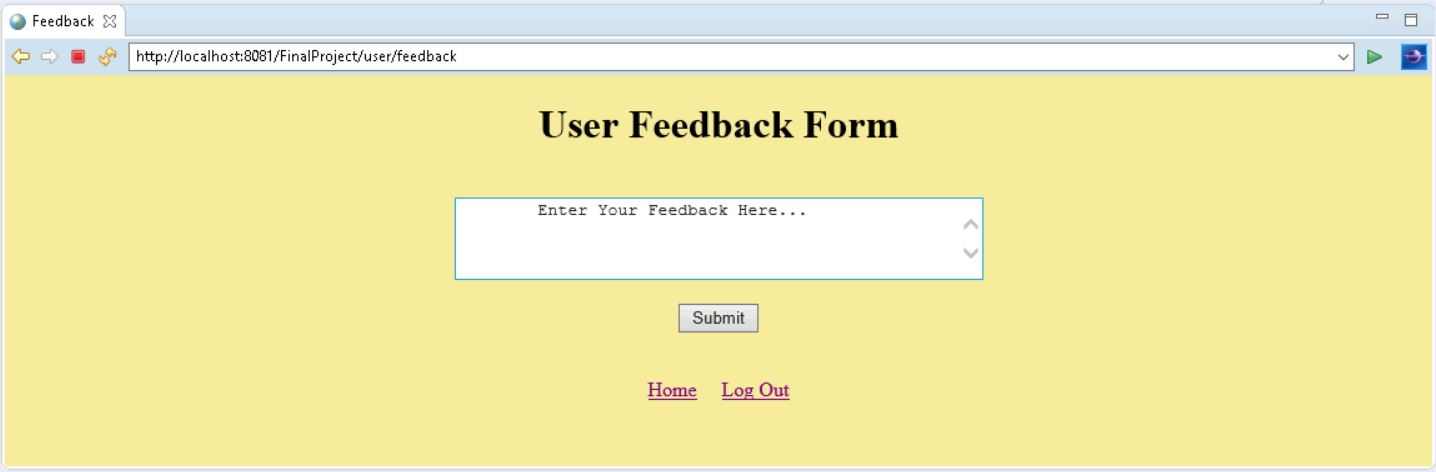 Feedback
http://localhost:8081/FinalProject/user/feedback
User Feedback Form
Enter Your Feedback Here...
Submit
Home Log Out